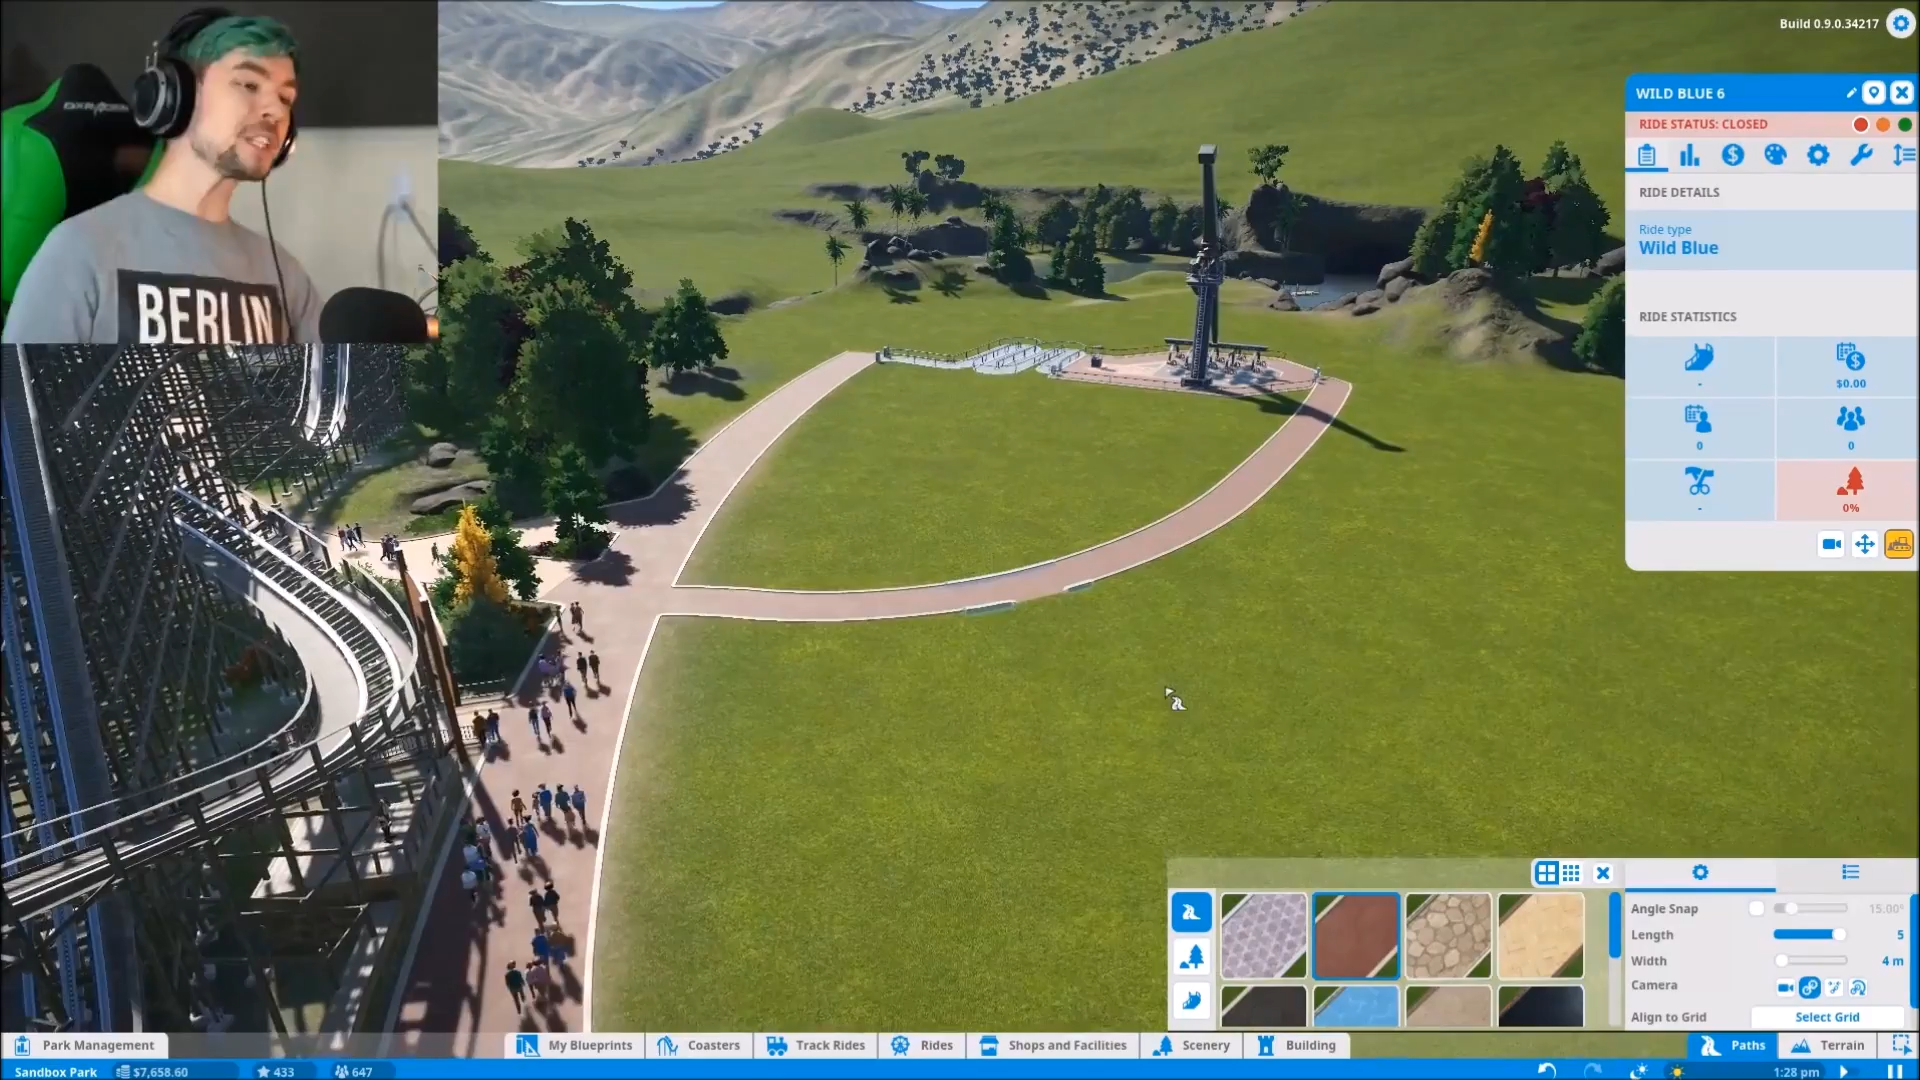 Build 0.9.0.34217
BERLIN
WILD BLUE 6
RIDE STATUS: CLOSED
RIDE DETAILS
Ride type
Wild Blue
RIDE STATISTICS
-
$0.00
0
0
-
0%
Angle Snap
15.00°
Length
5
Width
4 m
Camera
Align to Grid
Select Grid
Park Management
My Blueprints
Coasters
Track Rides
Rides
Shops and Facilities
Scenery
Building
Paths
Terrain
Sandbox Park
$7,658.60
433
647
1:28 pm